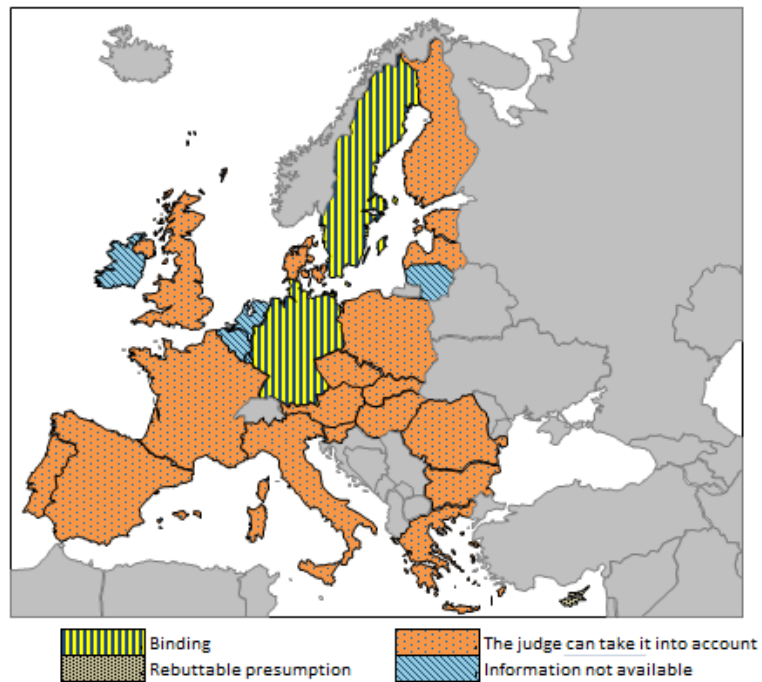 Binding
The judge can take it into account
Rebuttable presumption
Information not available